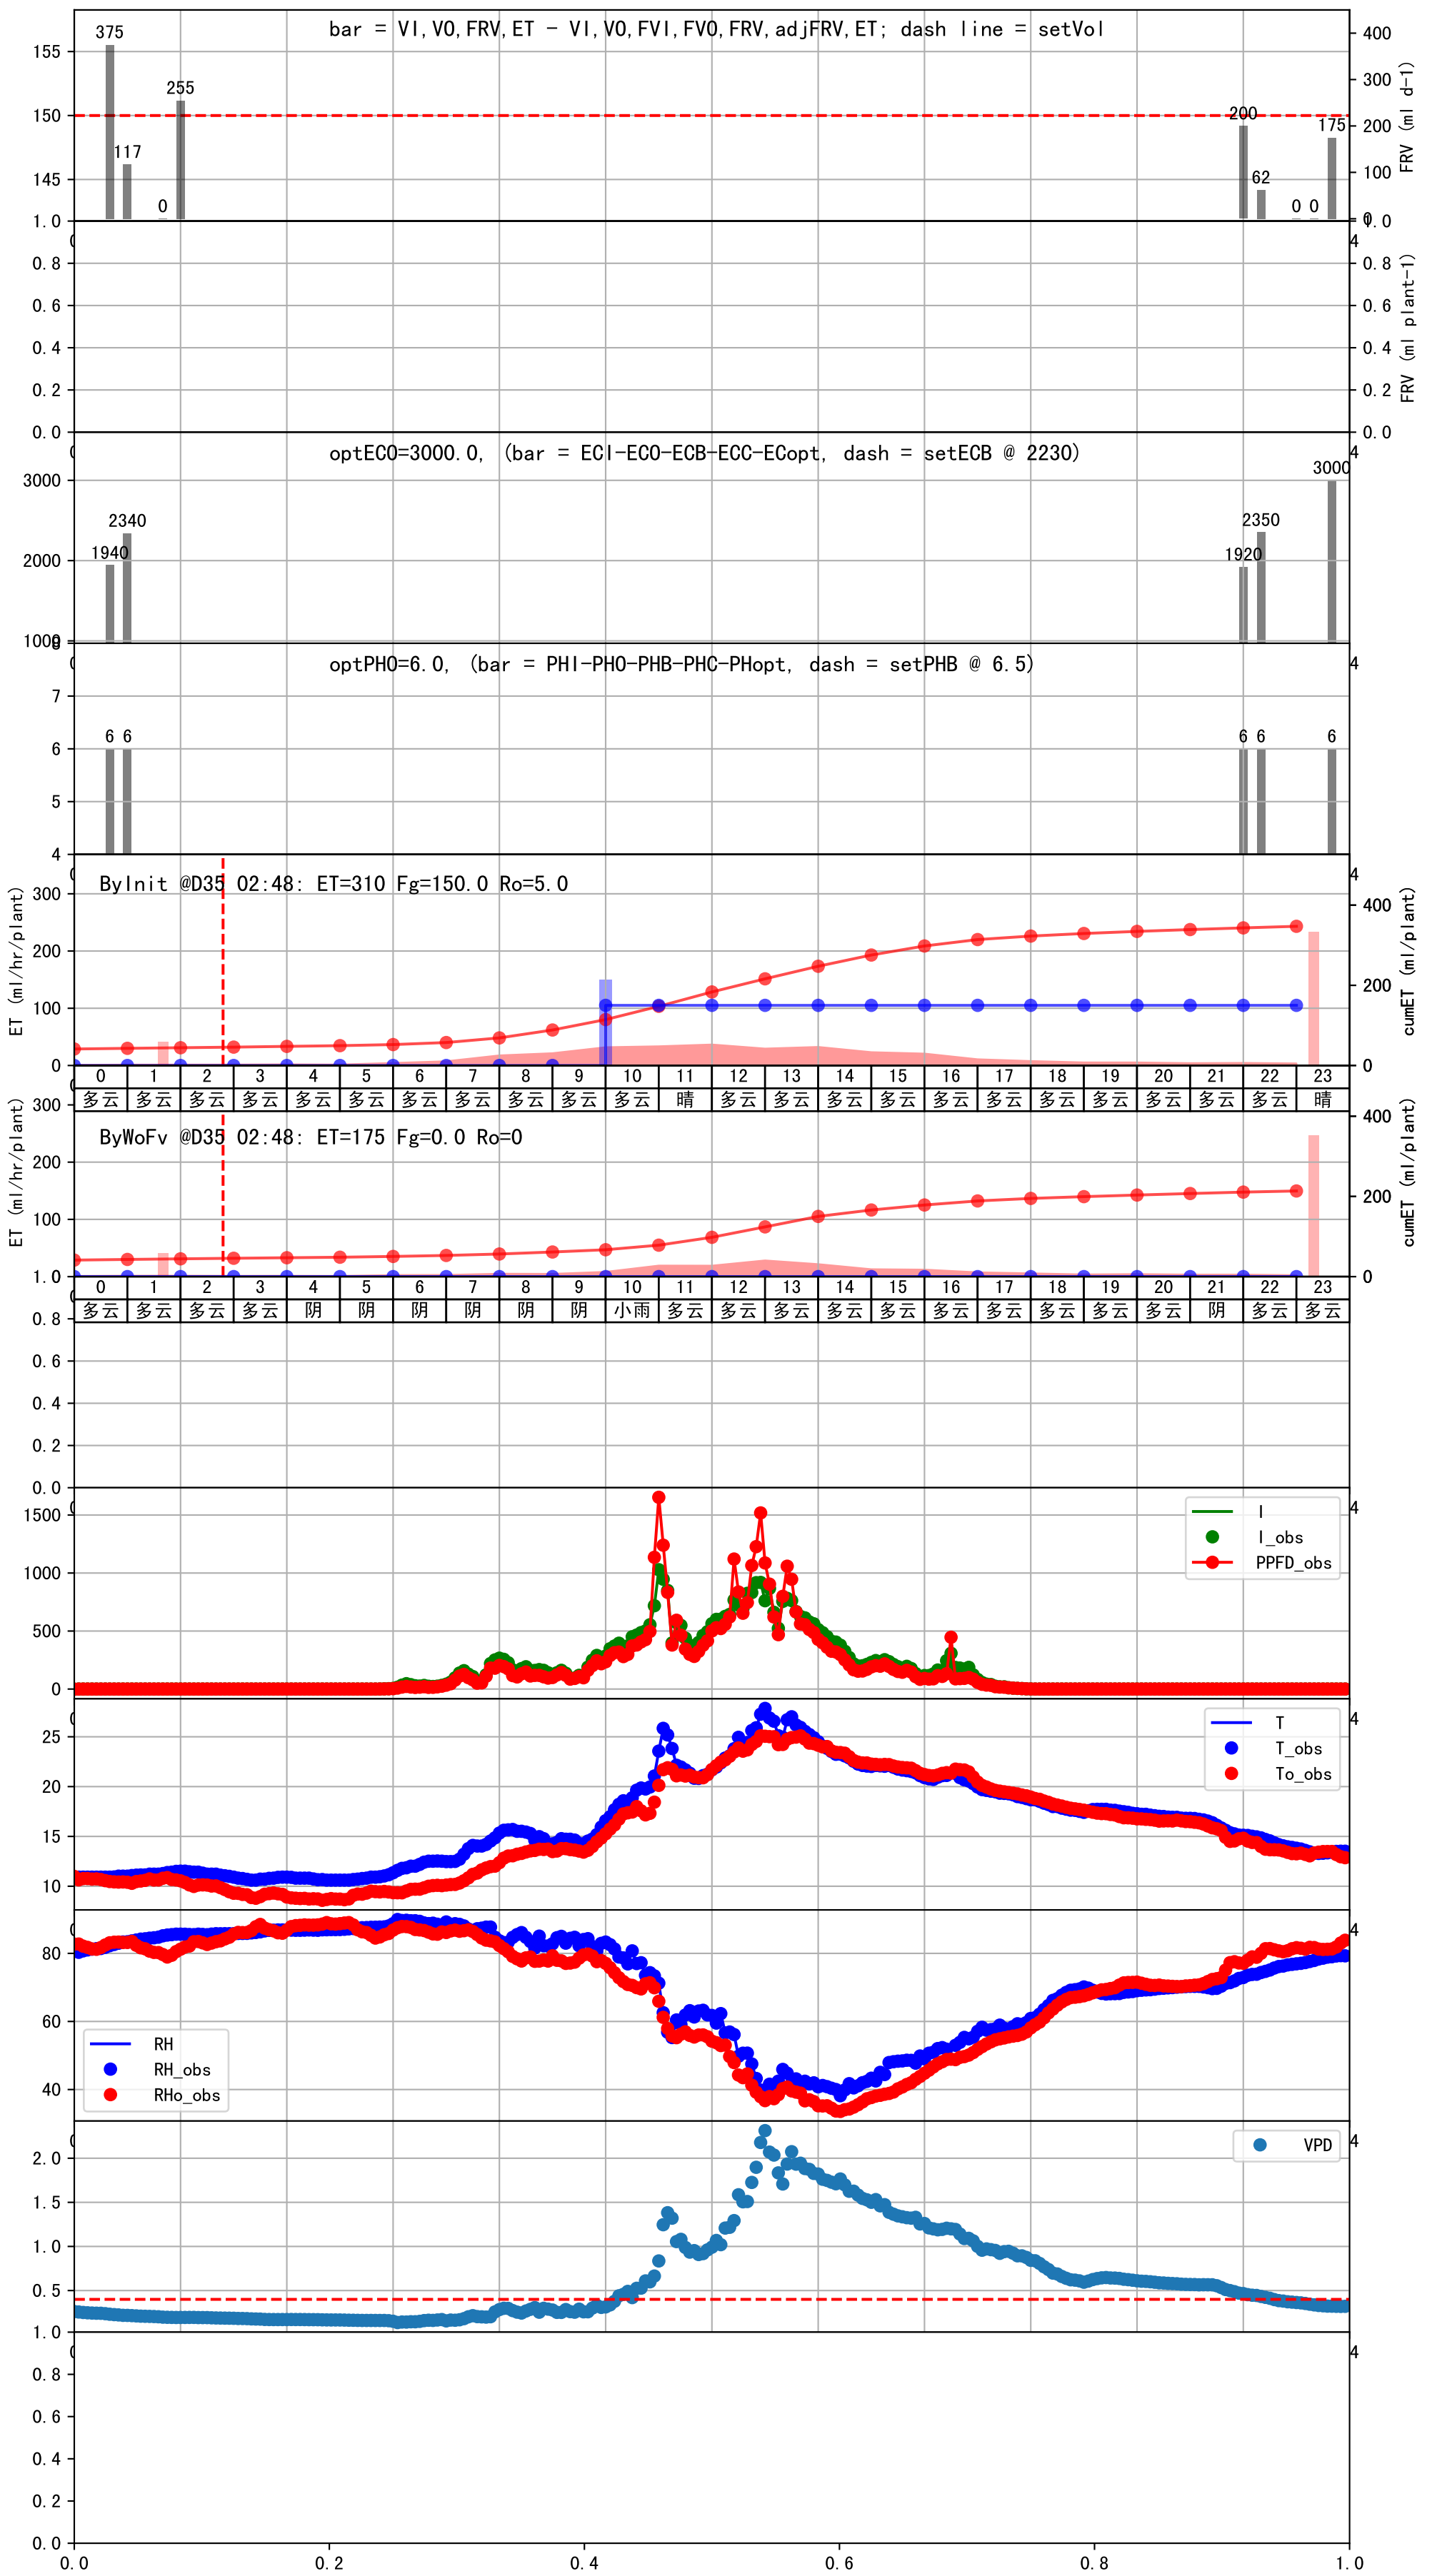 bar = VI,VO,FRV,ET - VI,VO,FVI,FVO,FRV,adjFRV,ET; dash line = setVol
375 117 0 255 200 62 0 0 175
155 150 145
400 300 200 100 0
FRV (ml d-1)
1.0 0.8 0.6 0.4 0.2 0.0
1.0 0.8 0.6 0.4 0.2 0.0
FRV (ml plant-1)
optECO=3000.0, (bar = ECI-ECO-ECB-ECC-ECopt, dash = setECB @ 2230)
3000 2000 1000
1940 2340 1920 2350 3000
optPHO=6.0, (bar = PHI-PHO-PHB-PHC-PHopt, dash = setPHB @ 6.5)
8 7 6 5 4
6 6 6 6 6
ByInit @D35 02:48: ET=310 Fg=150.0 Ro=5.0
ET (ml/hr/plant)
300 200 100 0
400 200 0
cumET (ml/plant)
0 1 2 3 4 5 6 7 8 9 10 11 12 13 14 15 16 17 18 19 20 21 22 23
多云 多云 多云 多云 多云 多云 多云 多云 多云 多云 多云 晴 多云 多云 多云 多云 多云 多云 多云 多云 多云 多云 多云 晴
ByWoFv @D35 02:48: ET=175 Fg=0.0 Ro=0
ET (ml/hr/plant)
300 200 100
400 200 0
cumET (ml/plant)
0 1 2 3 4 5 6 7 8 9 10 11 12 13 14 15 16 17 18 19 20 21 22 23
多云 多云 多云 多云 阴 阴 阴 阴 阴 阴 小雨 多云 多云 多云 多云 多云 多云 多云 多云 多云 多云 阴 多云 多云
1.0 0.8 0.6 0.4 0.2 0.0
1500 1000 500 0
I
I_obs
PPFD_obs
25 20 15 10
T
T_obs
To_obs
80 60 40
RH
RH_obs
RHo_obs
2.0 1.5 1.0 0.5
VPD
1.0 0.8 0.6 0.4 0.2 0.0
0.0 0.2 0.4 0.6 0.8 1.0